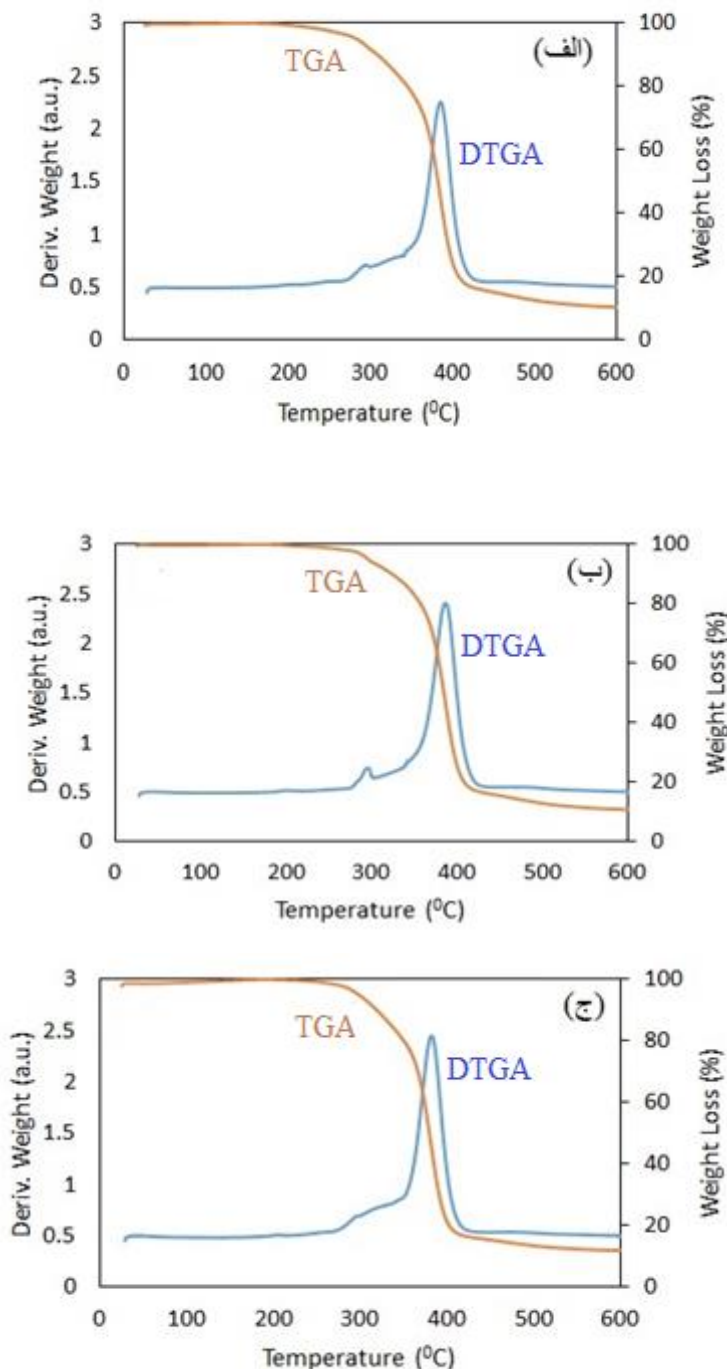 (الف)
TGA
DTGA
Deriv. Weight (a.u.)
3
2.5
2
1.5
1
0.5
0
Weight Loss (%)
100
80
60
40
20
0
0 100 200 300 400 500 600
Temperature (⁰C)
(ب)
TGA
DTGA
Deriv. Weight (a.u.)
3
2.5
2
1.5
1
0.5
0
Weight Loss (%)
100
80
60
40
20
0
0 100 200 300 400 500 600
Temperature (⁰C)
(ج)
TGA
DTGA
Deriv. Weight (a.u.)
3
2.5
2
1.5
1
0.5
0
Weight Loss (%)
100
80
60
40
20
0
0 100 200 300 400 500 600
Temperature (⁰C)